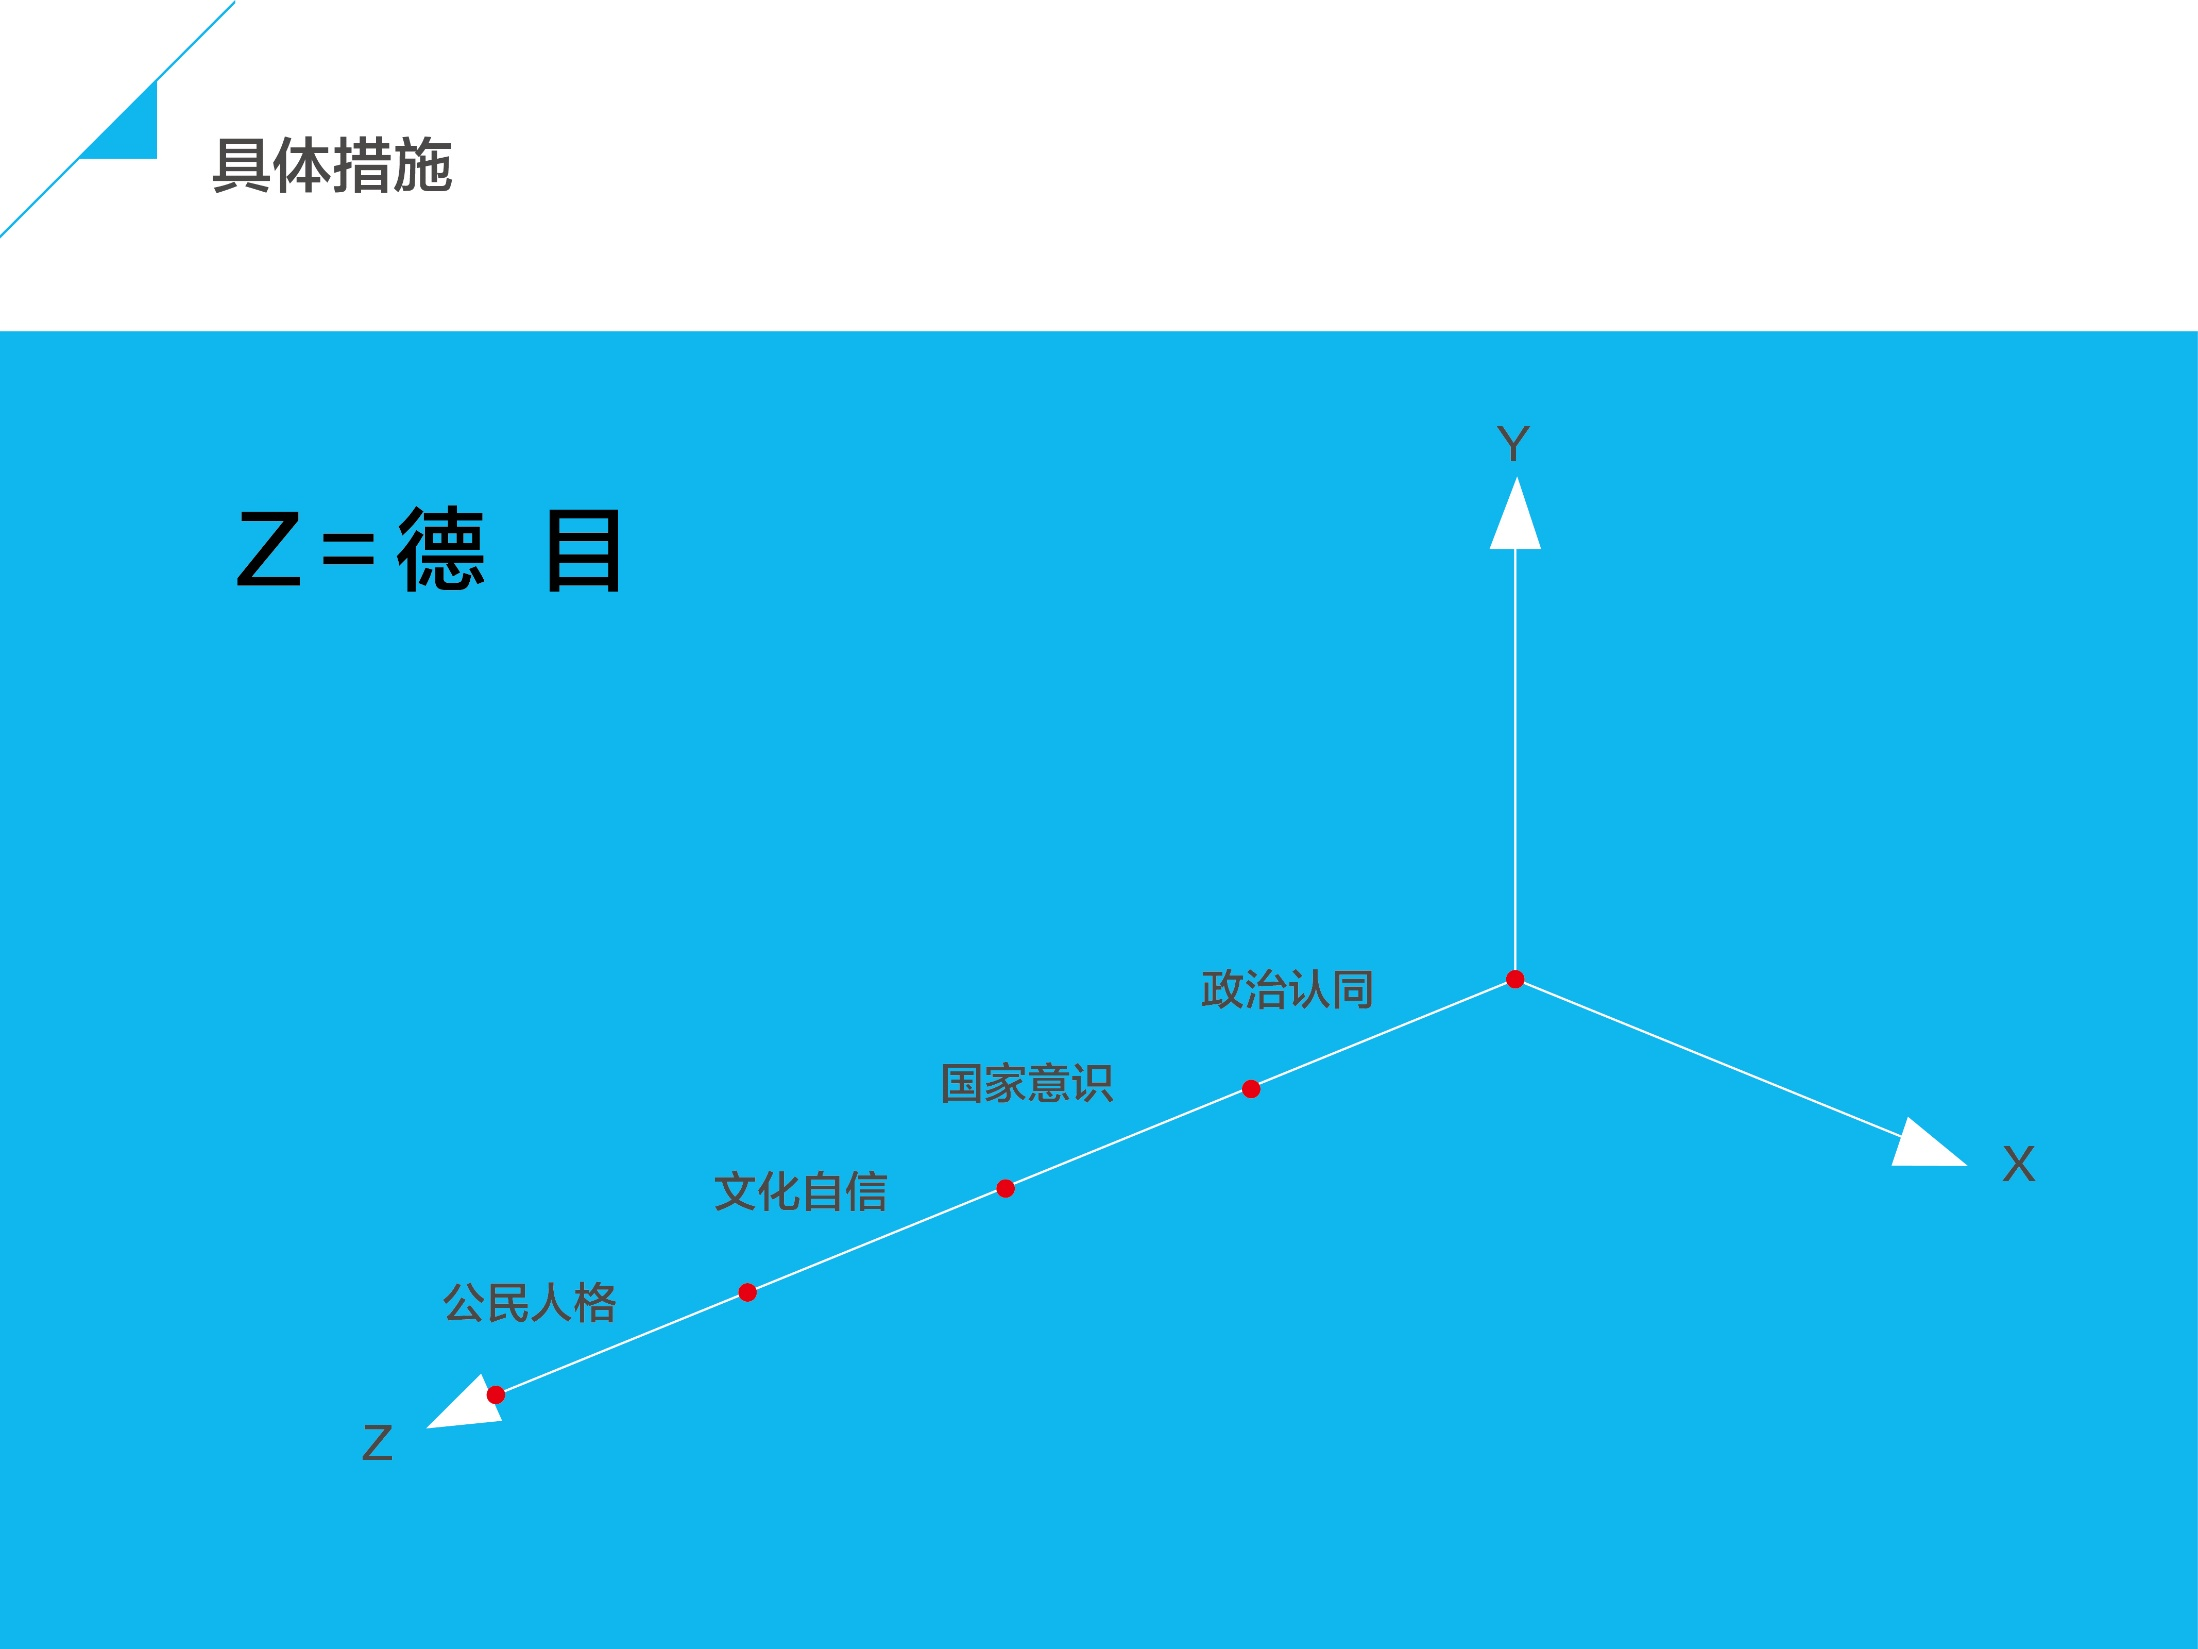 具体措施
Y
Z=德 目
政治认同
国家意识
X
文化自信
公民人格
Z